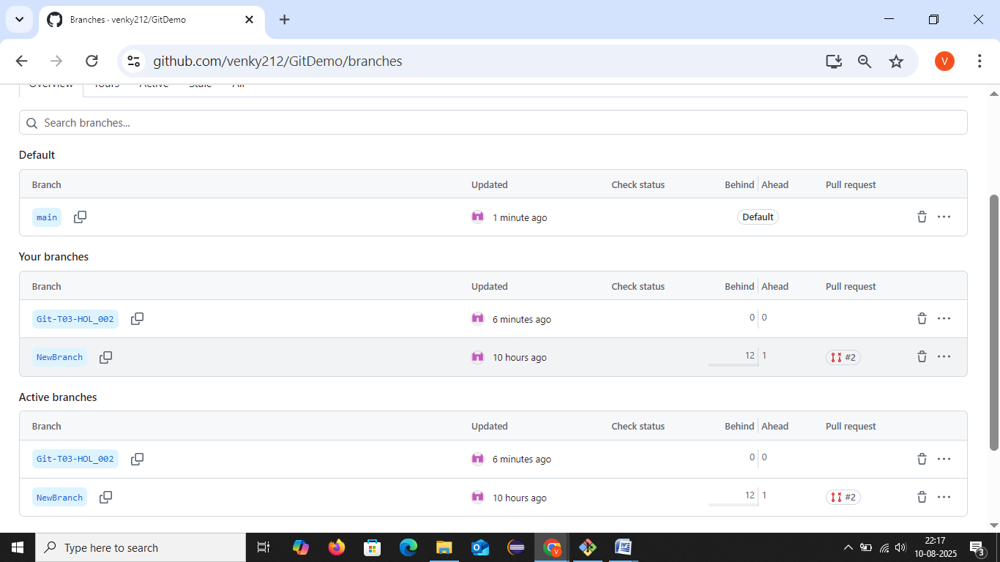 Branches · venky212/GitDemo
github.com/venky212/GitDemo/branches
V
Overview Yours Active Stale All
Search branches...
Default
Branch Updated Check status Behind Ahead Pull request
main 1 minute ago Default
Your branches
Branch Updated Check status Behind Ahead Pull request
Git-T03-HOL_002 6 minutes ago 0 0
NewBranch 10 hours ago 12 1 #2
Active branches
Branch Updated Check status Behind Ahead Pull request
Git-T03-HOL_002 6 minutes ago 0 0
NewBranch 10 hours ago 12 1 #2
Type here to search
V
W
22:17
10-08-2025
3